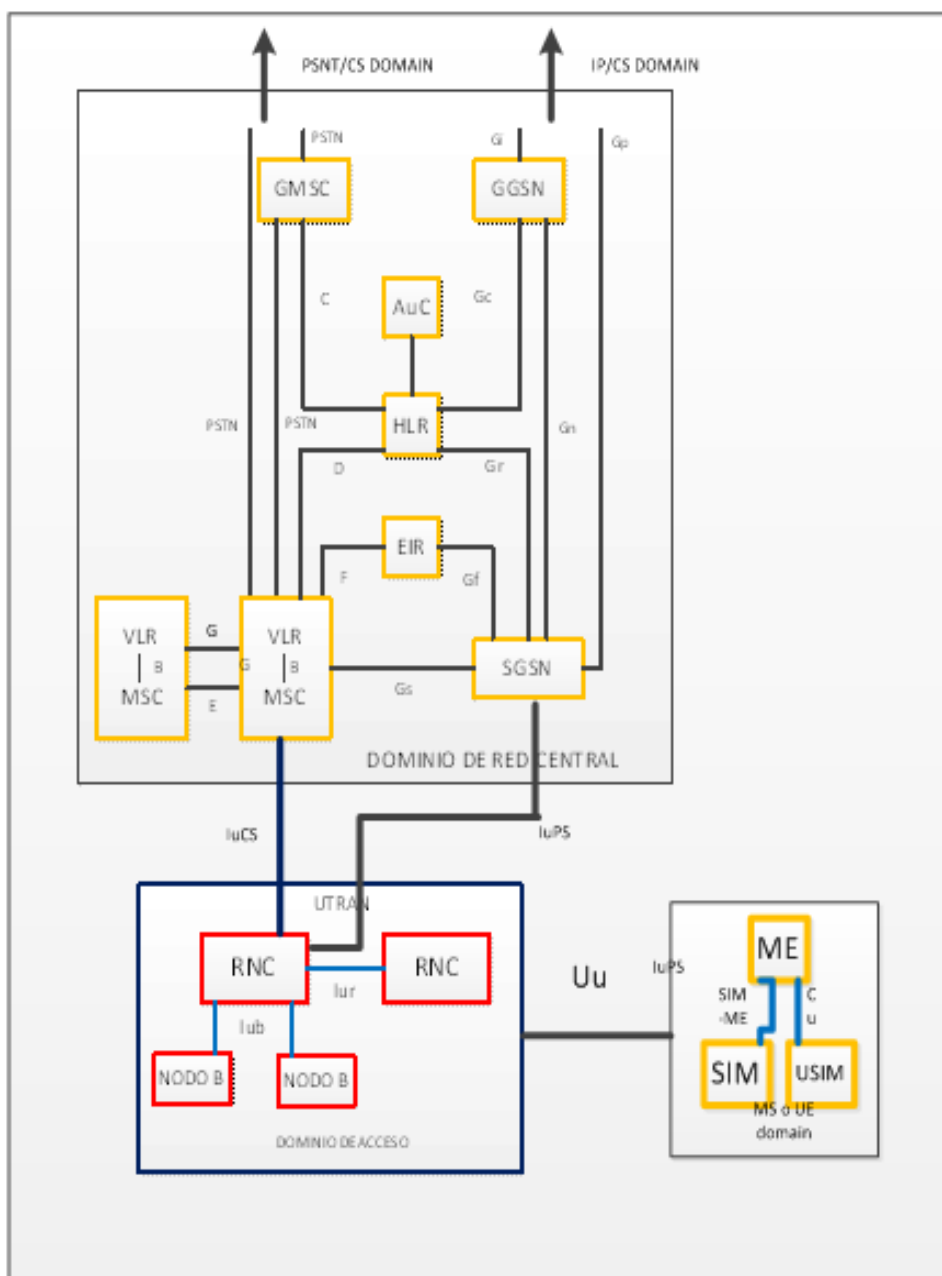 PSNT/CS DOMAIN
IP/CS DOMAIN
PSTN
Gi
Gp
GMSC
GGSN
C
AuC
Gc
PSTN
PSTN
HLR
Gn
D
Gr
EIR
F
Gf
VLR
B
MSC
G
G
E
VLR
B
MSC
Gs
SGSN
DOMINIO DE RED CENTRAL
IuCS
IuPS
UTRAN
RNC
Iur
RNC
Iub
NODO B
NODO B
DOMINIO DE ACCESO
Uu
IuPS
ME
SIM
-ME
C
u
SIM
USIM
MS o UE
domain